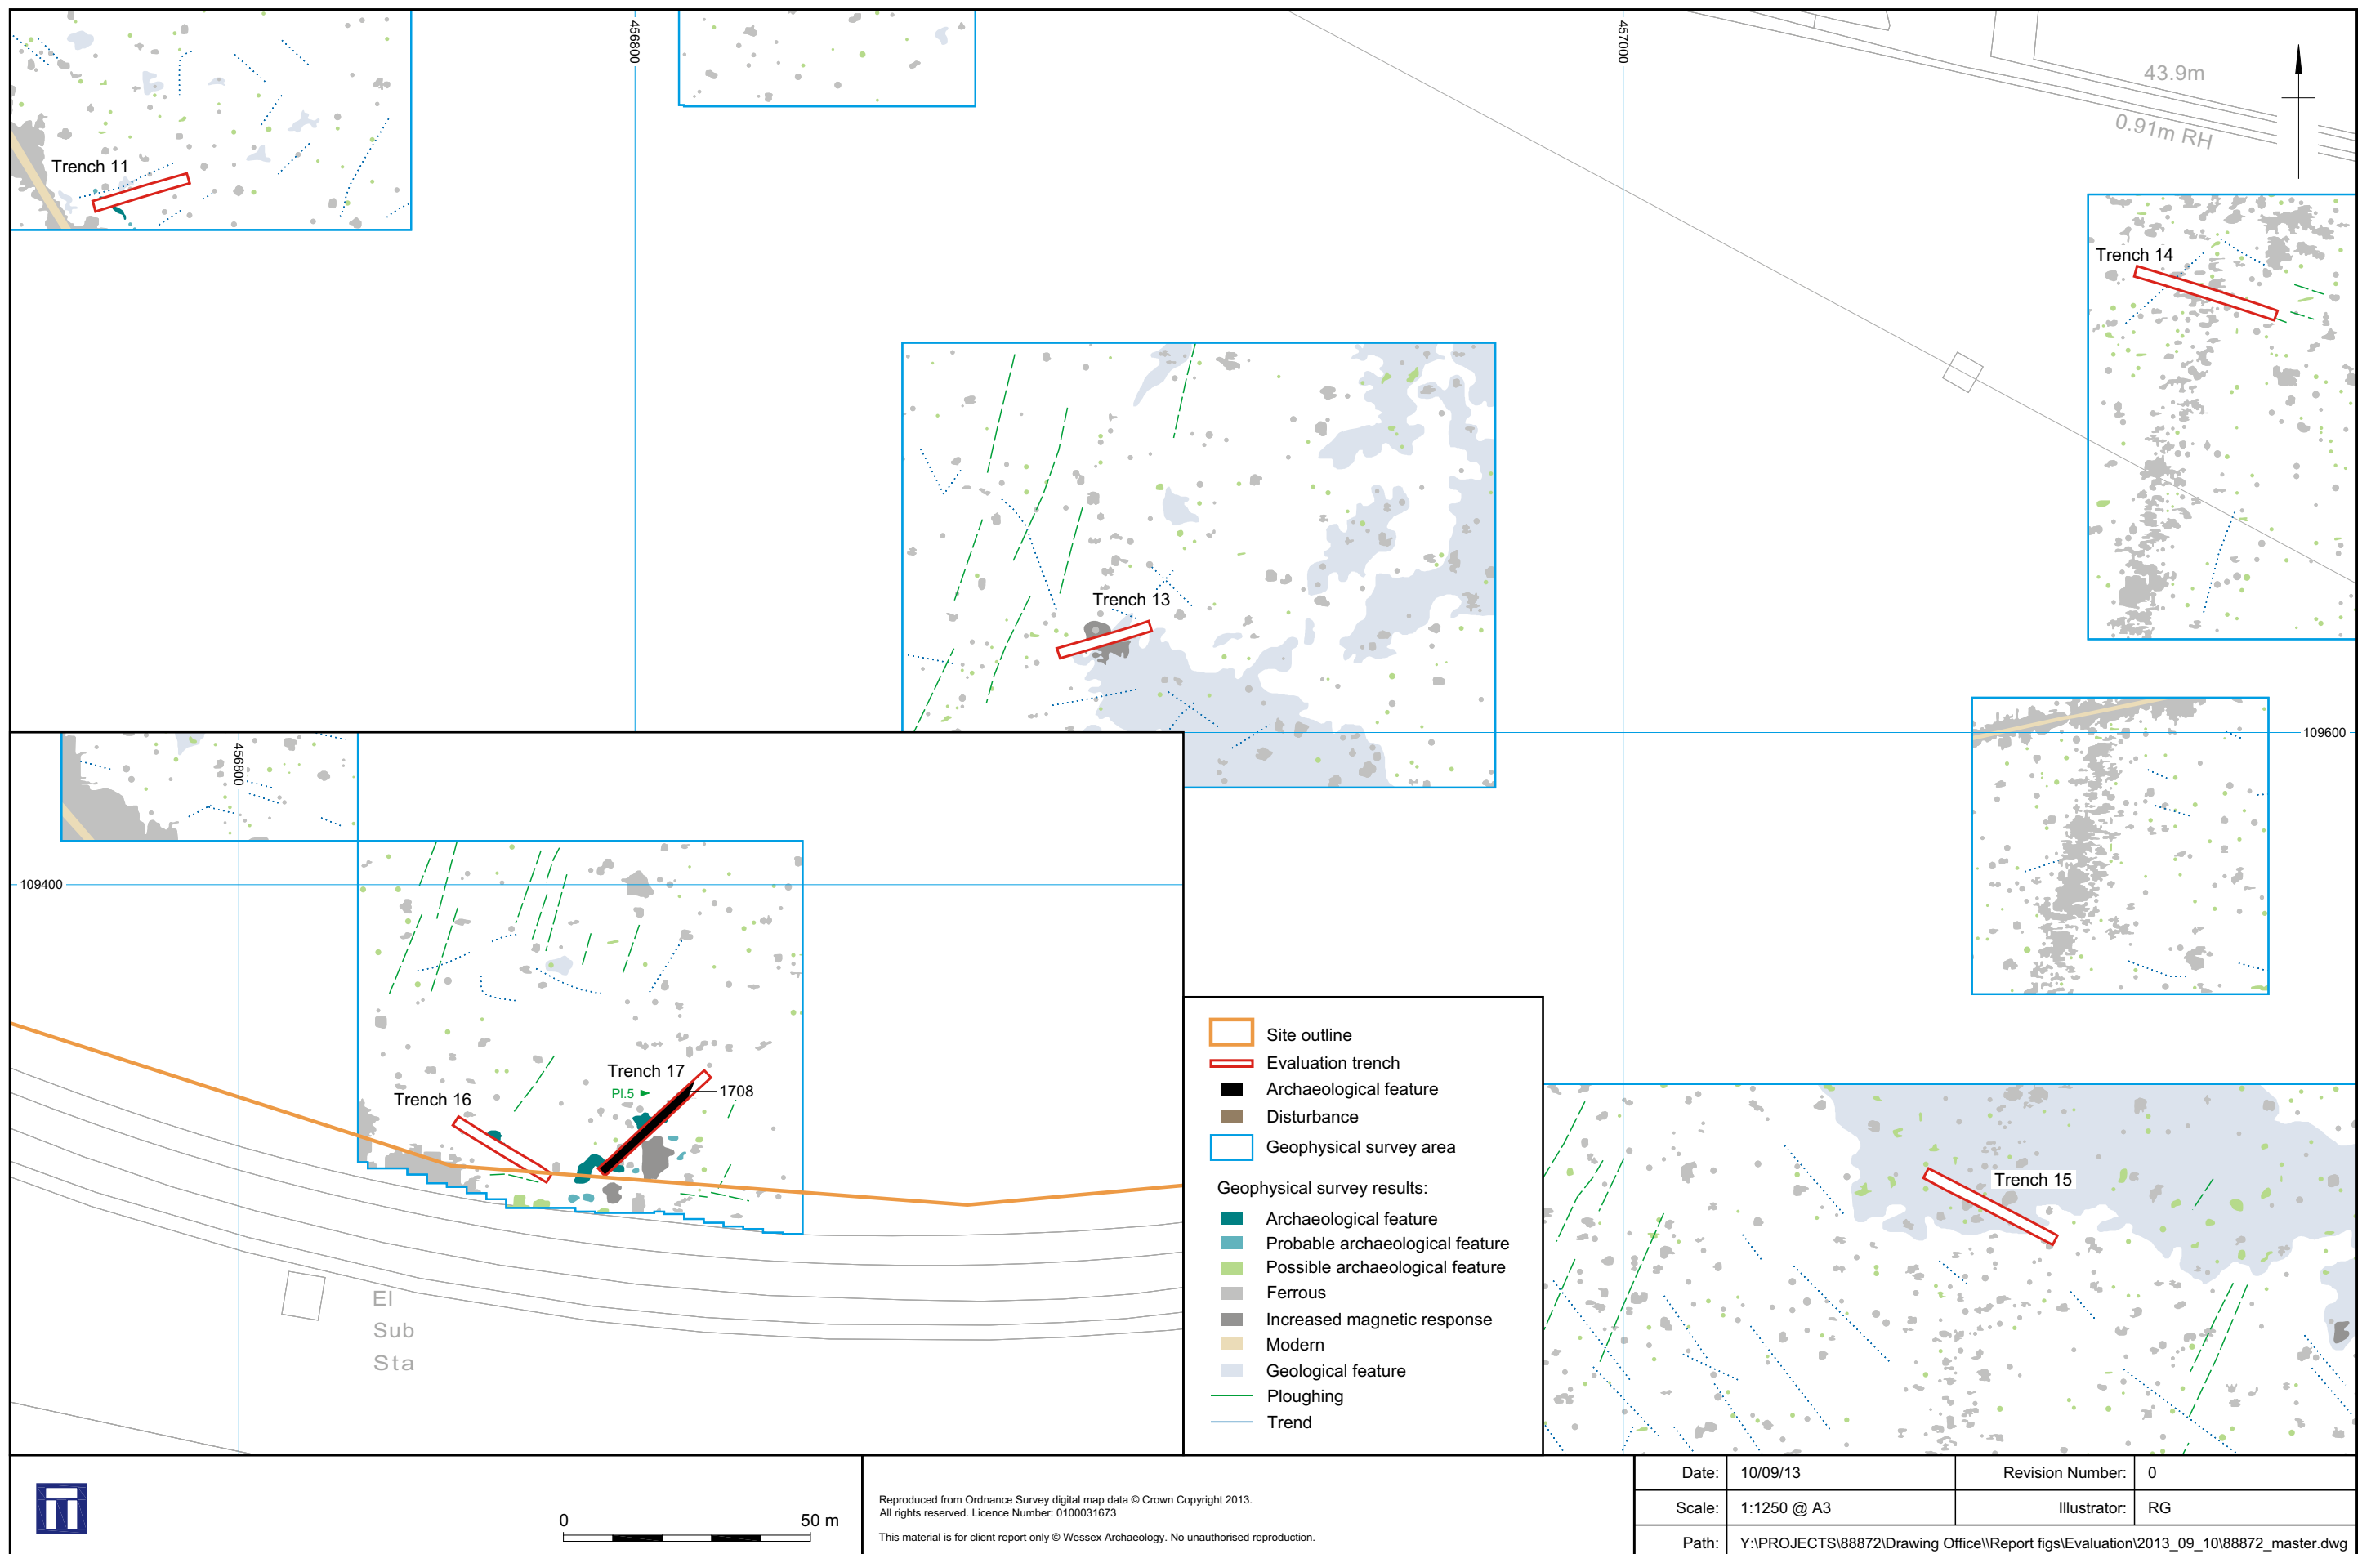 456800
457000
43.9m
0.91m RH
Trench 11
Trench 14
Trench 13
109600
456800
109400
Trench 17
Pl.5
1708
Trench 16
Trench 15
El
Sub
Sta
Site outline
Evaluation trench
Archaeological feature
Disturbance
Geophysical survey area
Geophysical survey results:
Archaeological feature
Probable archaeological feature
Possible archaeological feature
Ferrous
Increased magnetic response
Modern
Geological feature
Ploughing
Trend
0 50 m
Reproduced from Ordnance Survey digital map data © Crown Copyright 2013.
All rights reserved. Licence Number: 0100031673
This material is for client report only © Wessex Archaeology. No unauthorised reproduction.
Date: 10/09/13 Revision Number: 0
Scale: 1:1250 @ A3 Illustrator: RG
Path: Y:\PROJECTS\88872\Drawing Office\\Report figs\Evaluation\2013_09_10\88872_master.dwg